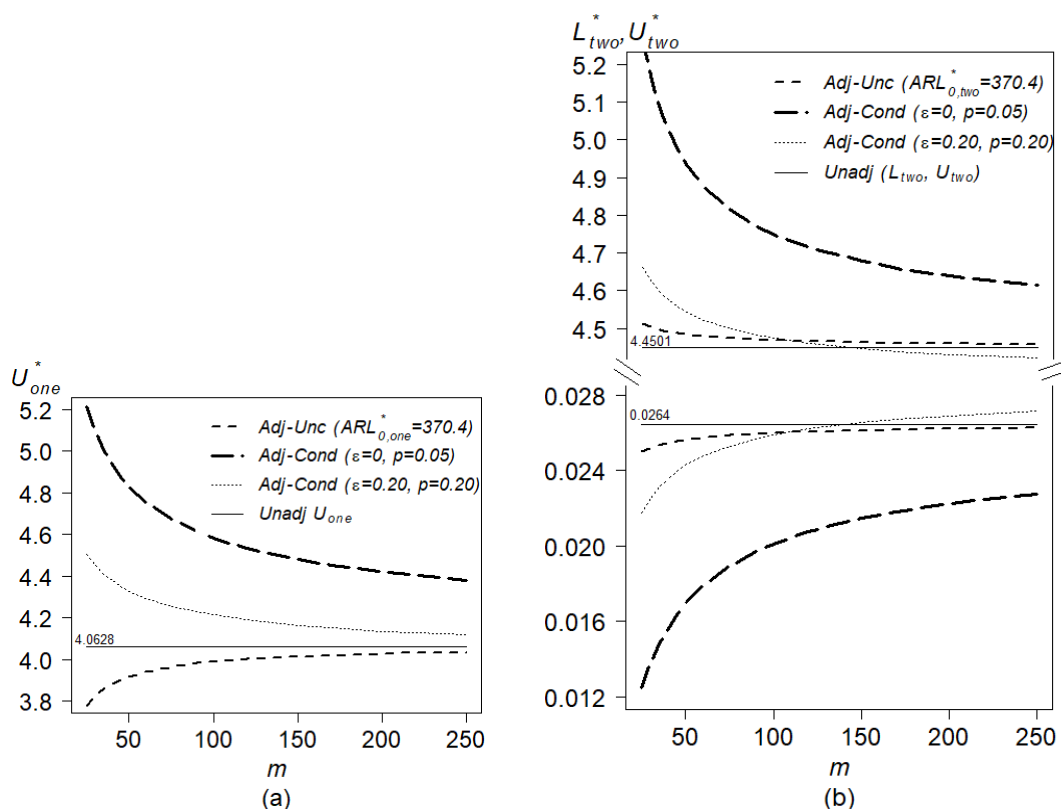 U*one
5.2
5.0
4.8
4.6
4.4
4.2
4.0
3.8
Adj-Unc (ARL*0,one=370.4)
Adj-Cond (ε=0, p=0.05)
Adj-Cond (ε=0.20, p=0.20)
Unadj Uone
4.0628
50 100 150 200 250
m
(a)
L*two, U*two
5.2
5.1
5.0
4.9
4.8
4.7
4.6
4.5
Adj-Unc (ARL*0,two=370.4)
Adj-Cond (ε=0, p=0.05)
Adj-Cond (ε=0.20, p=0.20)
Unadj (Ltwo, Utwo)
4.4501
0.028
0.024
0.020
0.016
0.012
0.0264
50 100 150 200 250
m
(b)